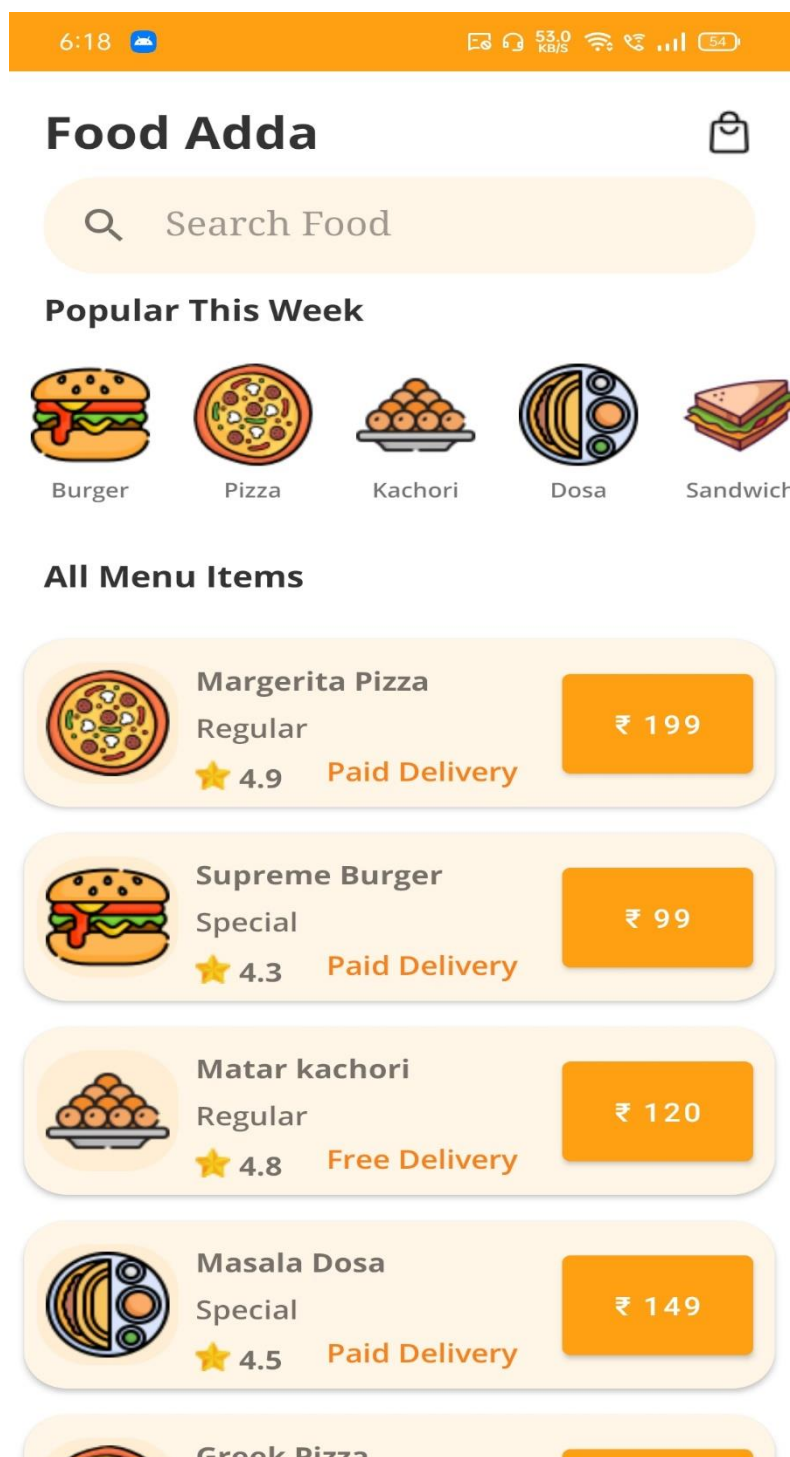 6:18 53.0 KB/S 54
Food Adda
Search Food
Popular This Week
Burger Pizza Kachori Dosa Sandwich
All Menu Items
Margerita Pizza
Regular
4.9 Paid Delivery
₹ 199
Supreme Burger
Special
4.3 Paid Delivery
₹ 99
Matar kachori
Regular
4.8 Free Delivery
₹ 120
Masala Dosa
Special
4.5 Paid Delivery
₹ 149
Greek Pizza